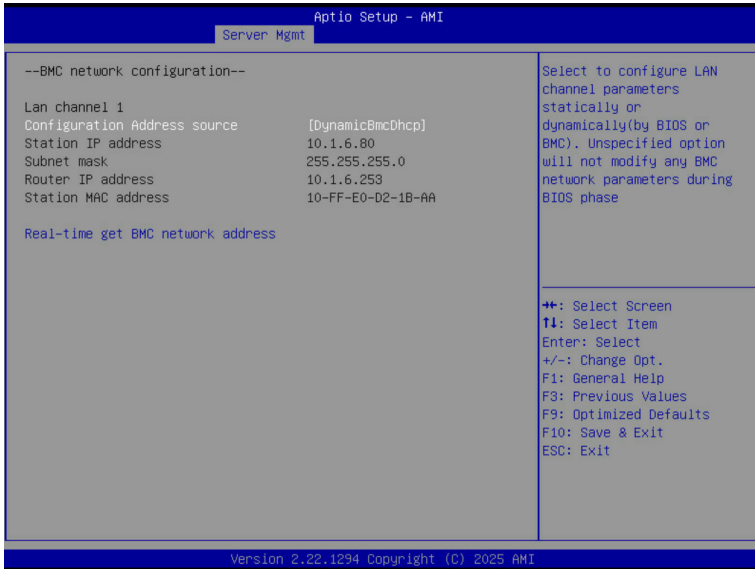 Aptio Setup – AMI
Server Mgmt
--BMC network configuration--
Lan channel 1
Configuration Address source [DynamicBmcDhcp]
Station IP address 10.1.6.80
Subnet mask 255.255.255.0
Router IP address 10.1.6.253
Station MAC address 10-FF-E0-D2-1B-AA
Real-time get BMC network address
Select to configure LAN
channel parameters
statically or
dynamically(by BIOS or
BMC). Unspecified option
will not modify any BMC
network parameters during
BIOS phase
→←: Select Screen
↑↓: Select Item
Enter: Select
+/-: Change Opt.
F1: General Help
F3: Previous Values
F9: Optimized Defaults
F10: Save & Exit
ESC: Exit
Version 2.22.1294 Copyright (C) 2025 AMI